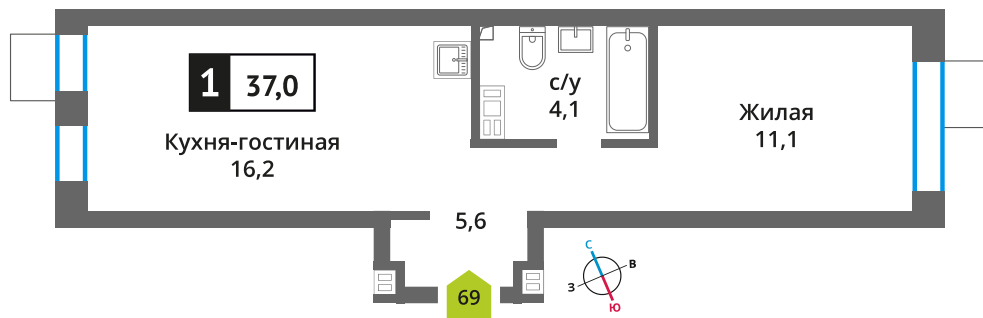 1 37,0
Кухня-гостиная
16,2
с/у
4,1
Жилая
11,1
5,6
69
С
В
З
Ю